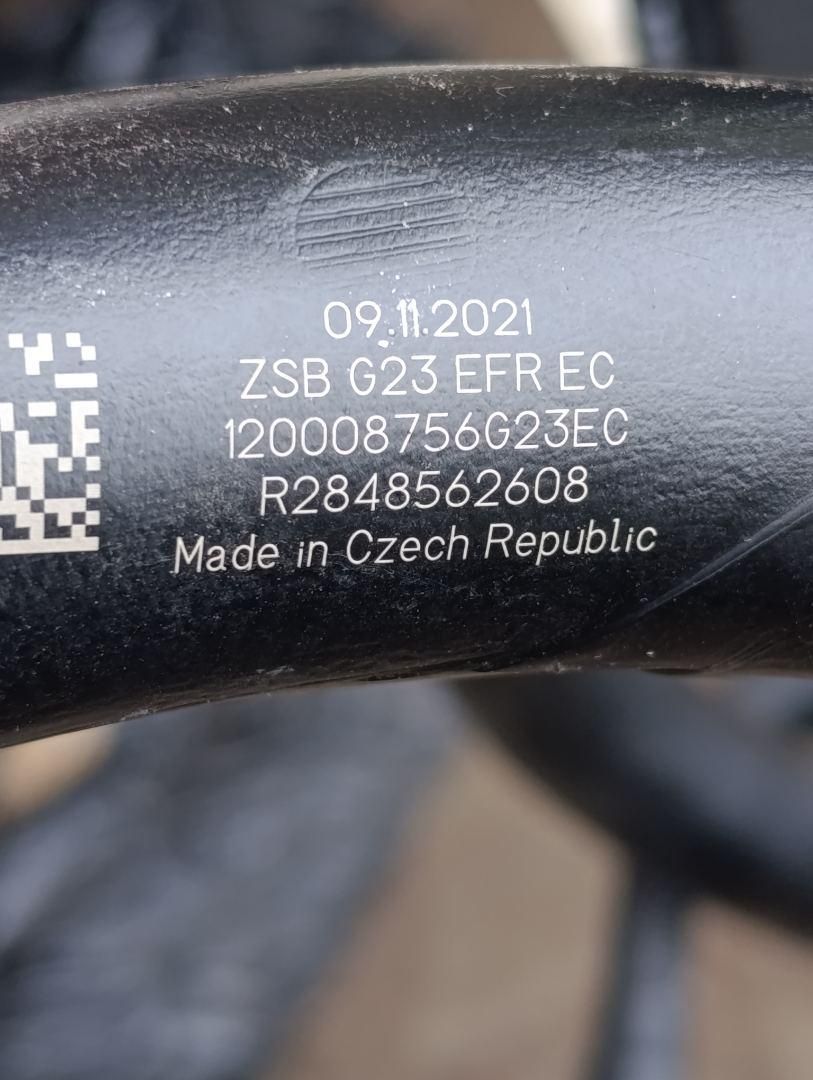 09.11.2021
ZSB G23 EFR EC
120008756G23EC
R2848562608
Made in Czech Republic